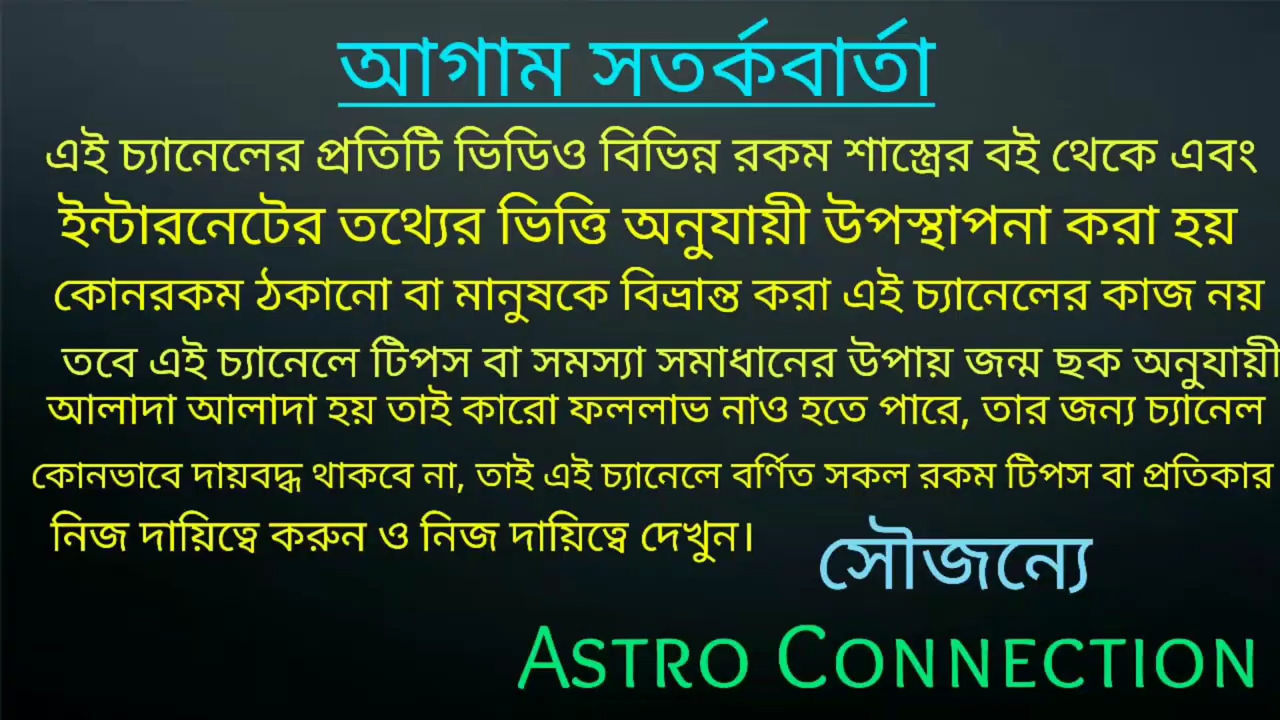 আগাম সতর্কবার্তা
এই চ্যানেলের প্রতিটি ভিডিও বিভিন্ন রকম শাস্ত্রের বই থেকে এবং
ইন্টারনেটের তথ্যের ভিত্তি অনুযায়ী উপস্থাপনা করা হয়
কোনরকম ঠকানো বা মানুষকে বিভ্রান্ত করা এই চ্যানেলের কাজ নয়
তবে এই চ্যানেলে টিপস বা সমস্যা সমাধানের উপায় জন্ম ছক অনুযায়ী
আলাদা আলাদা হয় তাই কারো ফললাভ নাও হতে পারে, তার জন্য চ্যানেল
কোনভাবে দায়বদ্ধ থাকবে না, তাই এই চ্যানেলে বর্ণিত সকল রকম টিপস বা প্রতিকার
নিজ দায়িত্বে করুন ও নিজ দায়িত্বে দেখুন।
সৌজন্যে
ASTRO CONNECTION